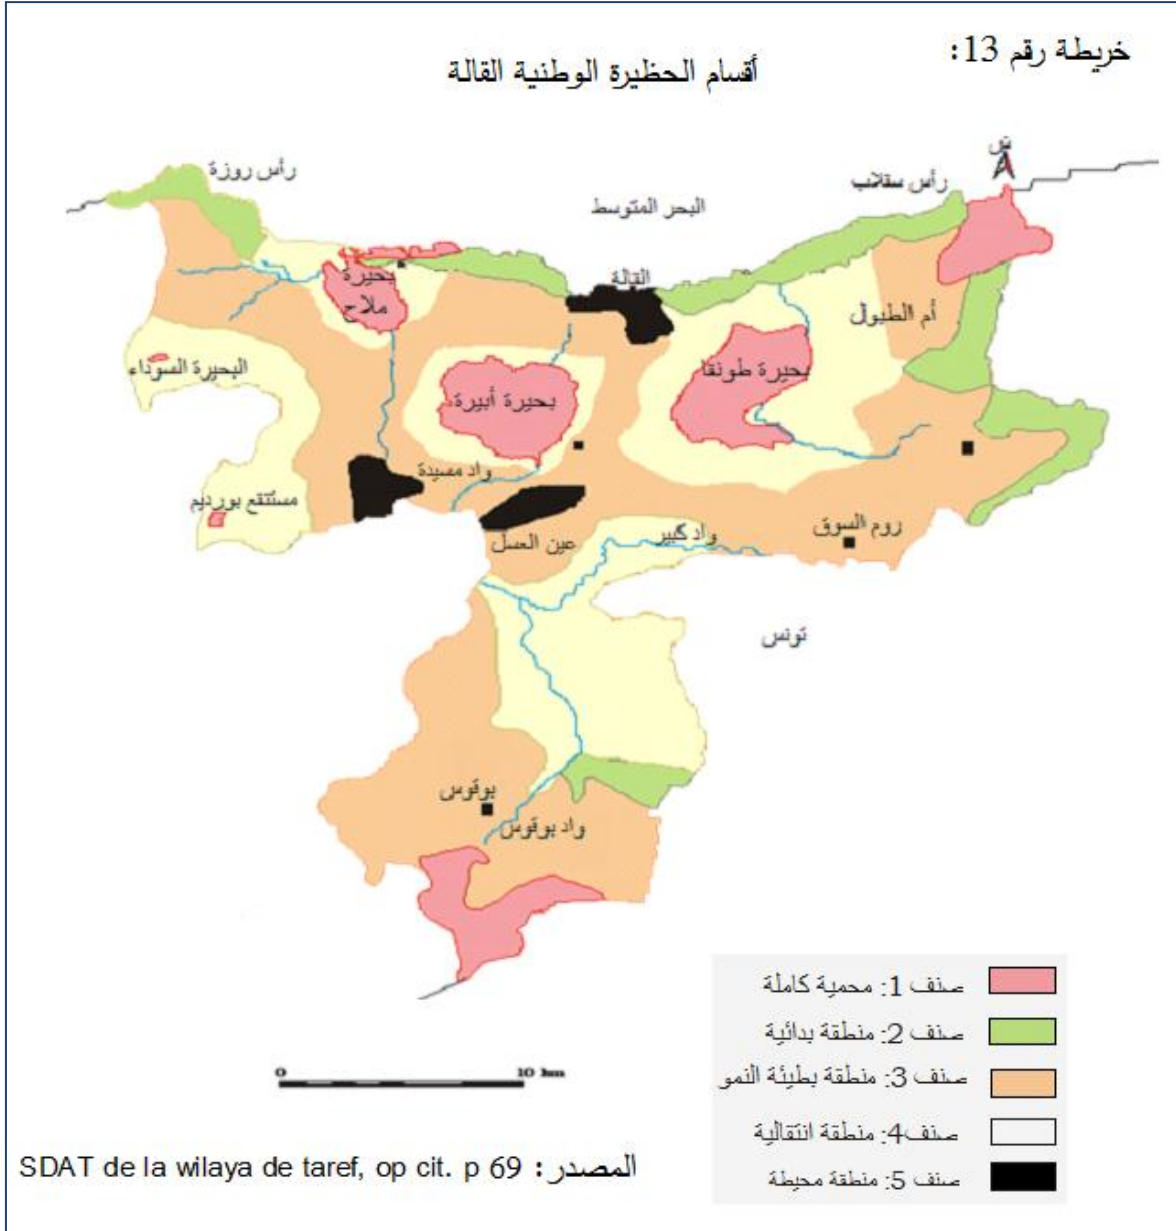 خريطة رقم 13:
أقسام الحظيرة الوطنية القالة
ش
رأس روزة
رأس سقلاب
البحر المتوسط
القالة
بحيرة
ملاح
أم الطبول
البحيرة السوداء
بحيرة طونقا
بحيرة أبيرة
واد مسيدة
مستنقع بورديم
عين العسل
واد كبير
روم السوق
تونس
بوقوس
واد بوقوس
صنف 1: محمية كاملة
صنف 2: منطقة بدائية
صنف 3: منطقة بطيئة النمو
صنف4: منطقة انتقالية
صنف 5: منطقة محيطة
0 10 km
المصدر: SDAT de la wilaya de taref, op cit. p 69